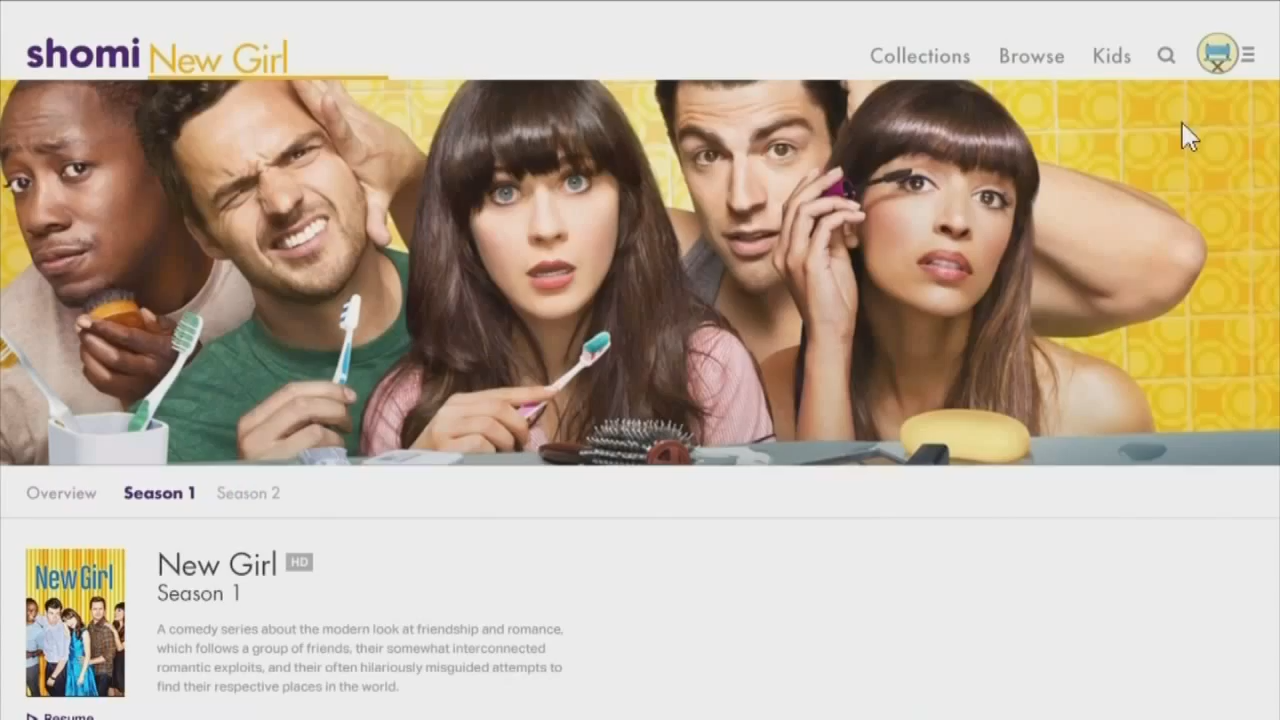 shomi New Girl
Collections Browse Kids
Overview Season 1 Season 2
New Girl
New Girl HD
Season 1
A comedy series about the modern look at friendship and romance,
which follows a group of friends, their somewhat interconnected
romantic exploits, and their often hilariously misguided attempts to
find their respective places in the world.
Resume